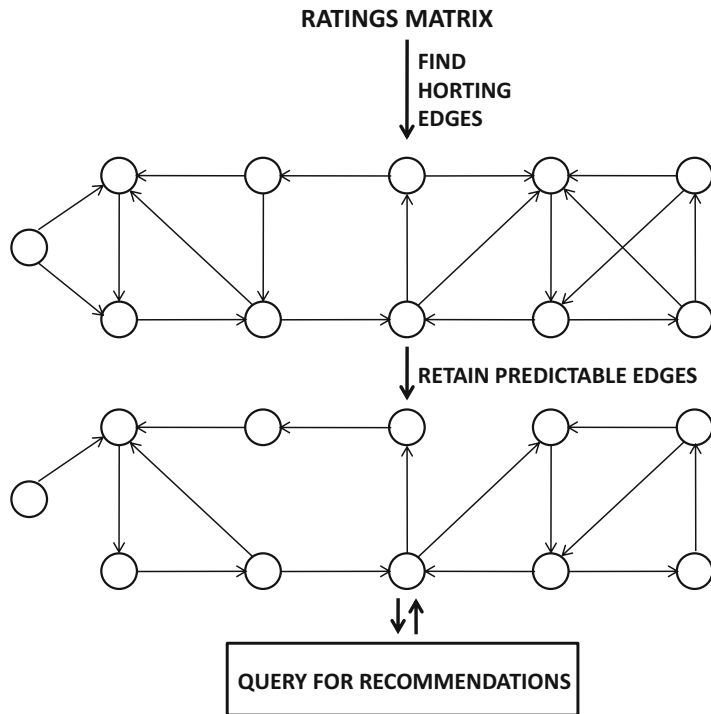 RATINGS MATRIX
FIND
HORTING
EDGES
RETAIN PREDICTABLE EDGES
QUERY FOR RECOMMENDATIONS